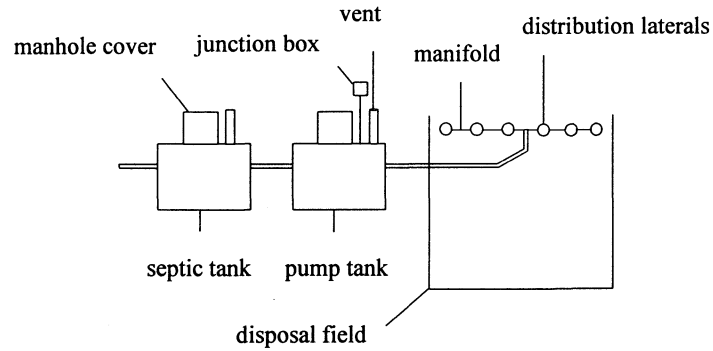 vent
distribution laterals
junction box
manhole cover
manifold
septic tank
pump tank
disposal field